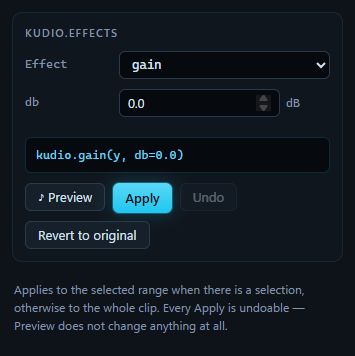 KUDIO.EFFECTS
Effect
gain
db
0.0
dB
kudio.gain(y, db=0.0)
♪ Preview
Apply
Undo
Revert to original
Applies to the selected range when there is a selection,
otherwise to the whole clip. Every Apply is undoable —
Preview does not change anything at all.